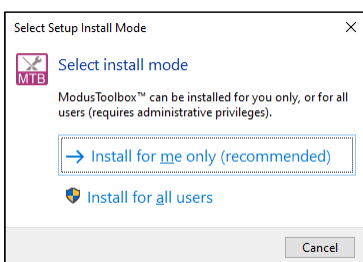 Select Setup Install Mode
MTB
Select install mode
ModusToolbox™ can be installed for you only, or for all
users (requires administrative privileges).
Install for me only (recommended)
Install for all users
Cancel